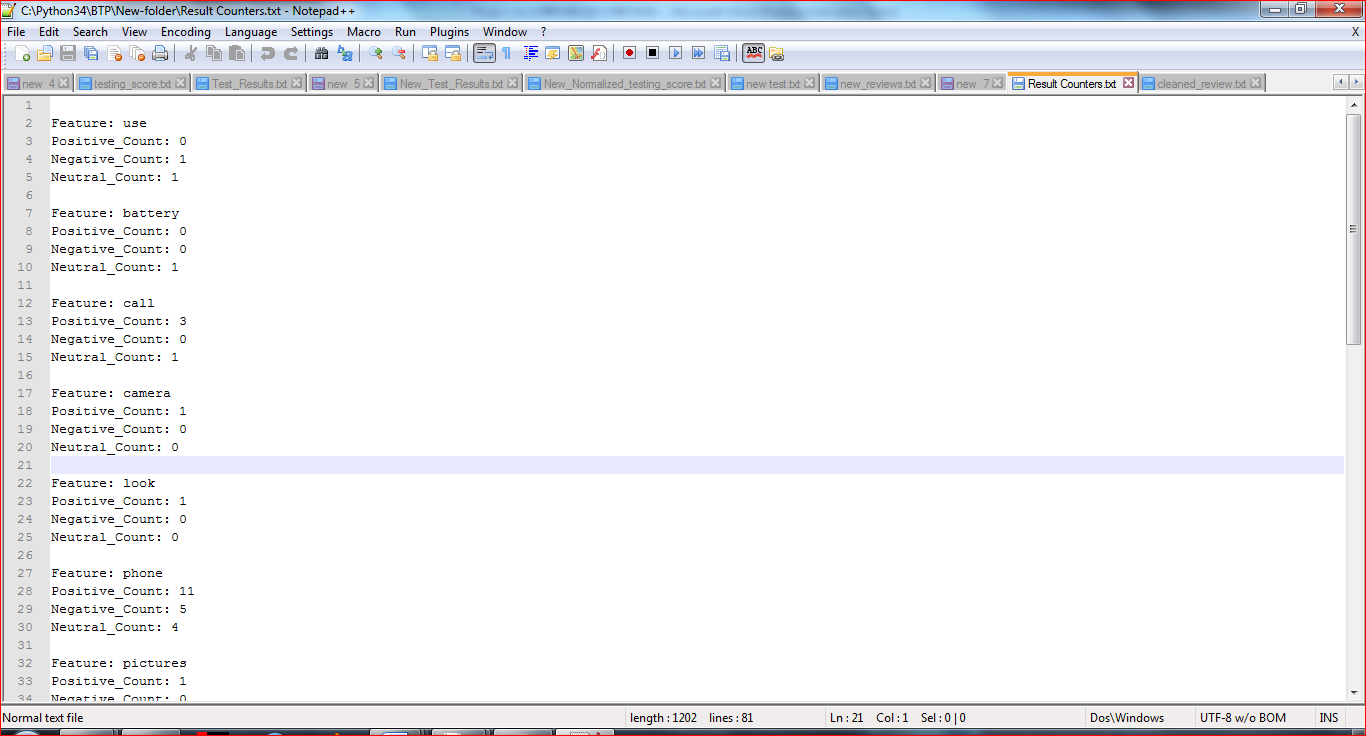 C:\Python34\BTP\New-folder\Result Counters.txt - Notepad++
File Edit Search View Encoding Language Settings Macro Run Plugins Window ? X
ABC
new 4 testing_score.txt Test_Results.txt new 5 New_Test_Results.txt New_Normalized_testing_score.txt new test.txt new_reviews.txt new 7 Result Counters.txt cleaned_review.txt
1
2 Feature: use
3 Positive_Count: 0
4 Negative_Count: 1
5 Neutral_Count: 1
6
7 Feature: battery
8 Positive_Count: 0
9 Negative_Count: 0
10 Neutral_Count: 1
11
12 Feature: call
13 Positive_Count: 3
14 Negative_Count: 0
15 Neutral_Count: 1
16
17 Feature: camera
18 Positive_Count: 1
19 Negative_Count: 0
20 Neutral_Count: 0
21
22 Feature: look
23 Positive_Count: 1
24 Negative_Count: 0
25 Neutral_Count: 0
26
27 Feature: phone
28 Positive_Count: 11
29 Negative_Count: 5
30 Neutral_Count: 4
31
32 Feature: pictures
33 Positive_Count: 1
34 Negative_Count: 0
Normal text file length : 1202 lines : 81 Ln : 21 Col : 1 Sel : 0 | 0 Dos\Windows UTF-8 w/o BOM INS